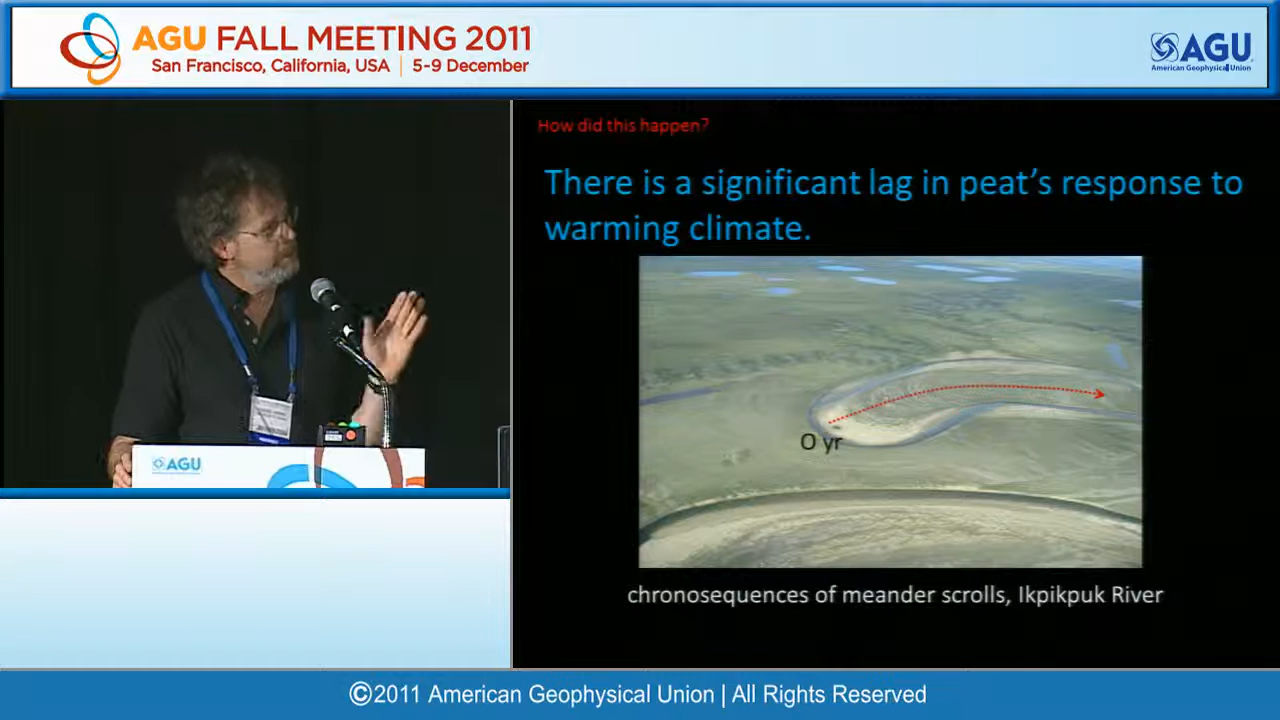 AGU FALL MEETING 2011
San Francisco, California, USA | 5-9 December
AGU
American Geophysical Union
How did this happen?
There is a significant lag in peat's response to
warming climate.
O yr
chronosequences of meander scrolls, Ikpikpuk River
AGU
©2011 American Geophysical Union | All Rights Reserved